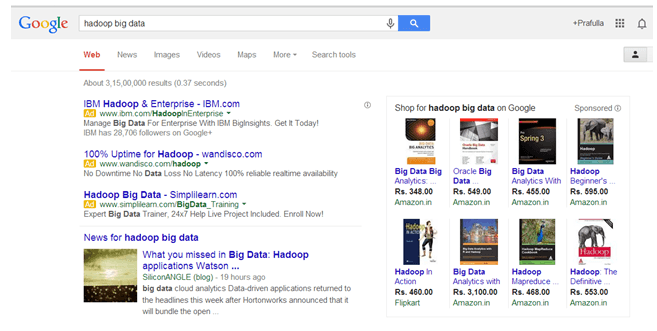 Google
hadoop big data
+Prafulla
Web News Images Videos Maps More Search tools
About 3,15,00,000 results (0.37 seconds)
IBM Hadoop & Enterprise - IBM.com
Ad www.ibm.com/HadoopInEnterprise
Manage Big Data For Enterprise With IBM BigInsights. Get It Today!
IBM has 28,706 followers on Google+
100% Uptime for Hadoop - wandisco.com
Ad www.wandisco.com/hadoop
No Downtime No Data Loss No Latency 100% reliable realtime availability
Hadoop Big Data - Simplilearn.com
Ad www.simplilearn.com/BigData_Training
Expert Big Data Trainer, 24x7 Help Live Project Included. Enroll Now!
News for hadoop big data
What you missed in Big Data: Hadoop
applications Watson ...
SiliconANGLE (blog) - 19 hours ago
big data cloud analytics Data-driven applications returned to
the headlines this week after Hortonworks announced that it
will bundle the open ...
Shop for hadoop big data on Google Sponsored
Big Data Big
Analytics: ...
Rs. 348.00
Amazon.in
Oracle Big
Data ...
Rs. 549.00
Amazon.in
Big Data
Analytics With
Rs. 455.00
Amazon.in
Spring 3
Hadoop
Hadoop
Beginner's ...
Rs. 595.00
Amazon.in
Hadoop In
Action
Rs. 460.00
Flipkart
Big Data
Analytics with
Rs. 3,100.00
Amazon.in
Hadoop
Mapreduce ...
Rs. 468.00
Amazon.in
Hadoop: The
Definitive ...
Rs. 553.00
Amazon.in